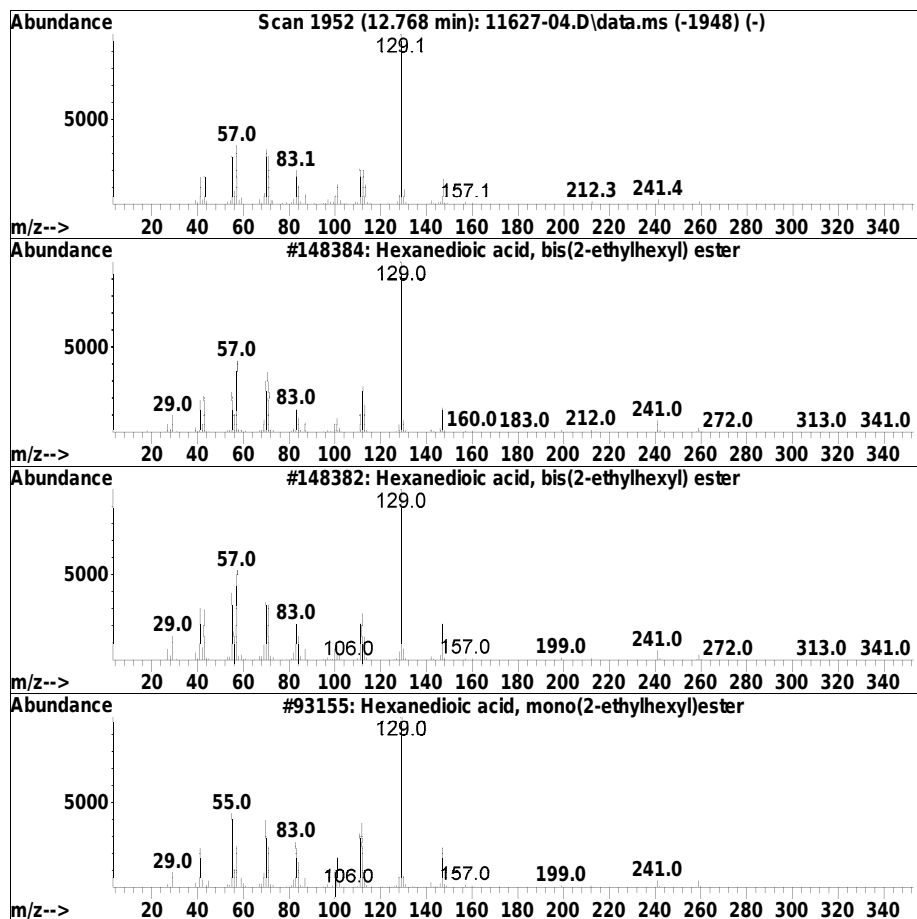 Abundance Scan 1952 (12.768 min): 11627-04.D\data.ms (-1948) (-)
129.1
5000
57.0
83.1
157.1 212.3 241.4
m/z--> 20 40 60 80 100 120 140 160 180 200 220 240 260 280 300 320 340
Abundance #148384: Hexanedioic acid, bis(2-ethylhexyl) ester
129.0
5000
57.0
29.0 83.0
160.0 183.0 212.0 241.0 272.0 313.0 341.0
m/z--> 20 40 60 80 100 120 140 160 180 200 220 240 260 280 300 320 340
Abundance #148382: Hexanedioic acid, bis(2-ethylhexyl) ester
129.0
5000
57.0
29.0 83.0
106.0 157.0 199.0 241.0 272.0 313.0 341.0
m/z--> 20 40 60 80 100 120 140 160 180 200 220 240 260 280 300 320 340
Abundance #93155: Hexanedioic acid, mono(2-ethylhexyl)ester
129.0
5000
55.0
83.0
29.0 106.0 157.0 199.0 241.0
m/z--> 20 40 60 80 100 120 140 160 180 200 220 240 260 280 300 320 340